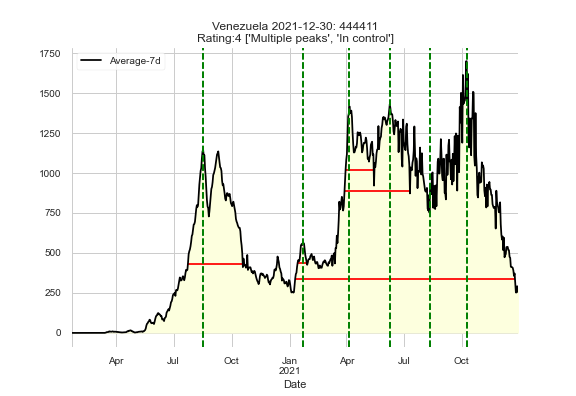 Venezuela 2021-12-30: 444411
Rating:4 ['Multiple peaks', 'In control']
Average-7d
1750
1500
1250
1000
750
500
250
0
Apr Jul Oct Jan Apr Jul Oct
2021
Date